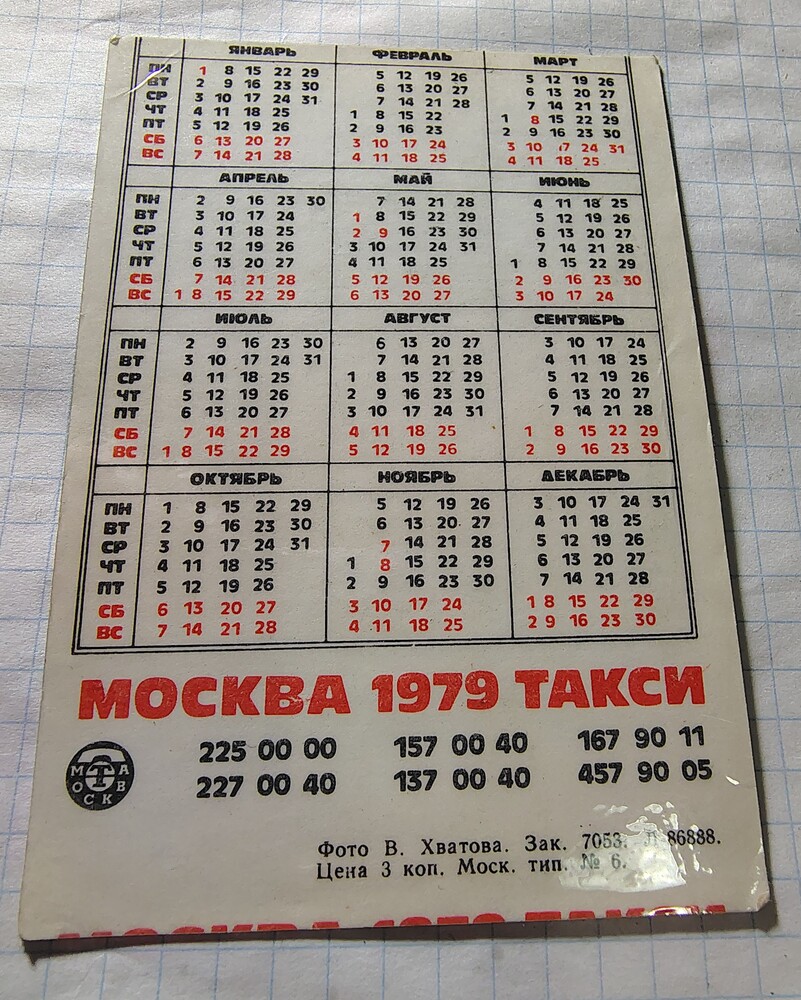 ЯНВАРЬ ФЕВРАЛЬ МАРТ
ПН 1 8 15 22 29 5 12 19 26 5 12 19 26
ВТ 2 9 16 23 30 6 13 20 27 6 13 20 27
СР 3 10 17 24 31 7 14 21 28 7 14 21 28
ЧТ 4 11 18 25 1 8 15 22 1 8 15 22 29
ПТ 5 12 19 26 2 9 16 23 2 9 16 23 30
СБ 6 13 20 27 3 10 17 24 3 10 17 24 31
ВС 7 14 21 28 4 11 18 25 4 11 18 25
АПРЕЛЬ МАЙ ИЮНЬ
ПН 2 9 16 23 30 7 14 21 28 4 11 18 25
ВТ 3 10 17 24 1 8 15 22 29 5 12 19 26
СР 4 11 18 25 2 9 16 23 30 6 13 20 27
ЧТ 5 12 19 26 3 10 17 24 31 7 14 21 28
ПТ 6 13 20 27 4 11 18 25 1 8 15 22 29
СБ 7 14 21 28 5 12 19 26 2 9 16 23 30
ВС 1 8 15 22 29 6 13 20 27 3 10 17 24
ИЮЛЬ АВГУСТ СЕНТЯБРЬ
ПН 2 9 16 23 30 6 13 20 27 3 10 17 24
ВТ 3 10 17 24 31 7 14 21 28 4 11 18 25
СР 4 11 18 25 1 8 15 22 29 5 12 19 26
ЧТ 5 12 19 26 2 9 16 23 30 6 13 20 27
ПТ 6 13 20 27 3 10 17 24 31 7 14 21 28
СБ 7 14 21 28 4 11 18 25 1 8 15 22 29
ВС 1 8 15 22 29 5 12 19 26 2 9 16 23 30
ОКТЯБРЬ НОЯБРЬ ДЕКАБРЬ
ПН 1 8 15 22 29 5 12 19 26 3 10 17 24 31
ВТ 2 9 16 23 30 6 13 20 27 4 11 18 25
СР 3 10 17 24 31 7 14 21 28 5 12 19 26
ЧТ 4 11 18 25 1 8 15 22 29 6 13 20 27
ПТ 5 12 19 26 2 9 16 23 30 7 14 21 28
СБ 6 13 20 27 3 10 17 24 1 8 15 22 29
ВС 7 14 21 28 4 11 18 25 2 9 16 23 30
МОСКВА 1979 ТАКСИ
225 00 00 157 00 40 167 90 11
МОСКВА
227 00 40 137 00 40 457 90 05
Фото В. Хватова. Зак. 7053. 86888.
Цена 3 коп. Моск. тип. № 6.
МОСКВА 1979 ТАКСИ